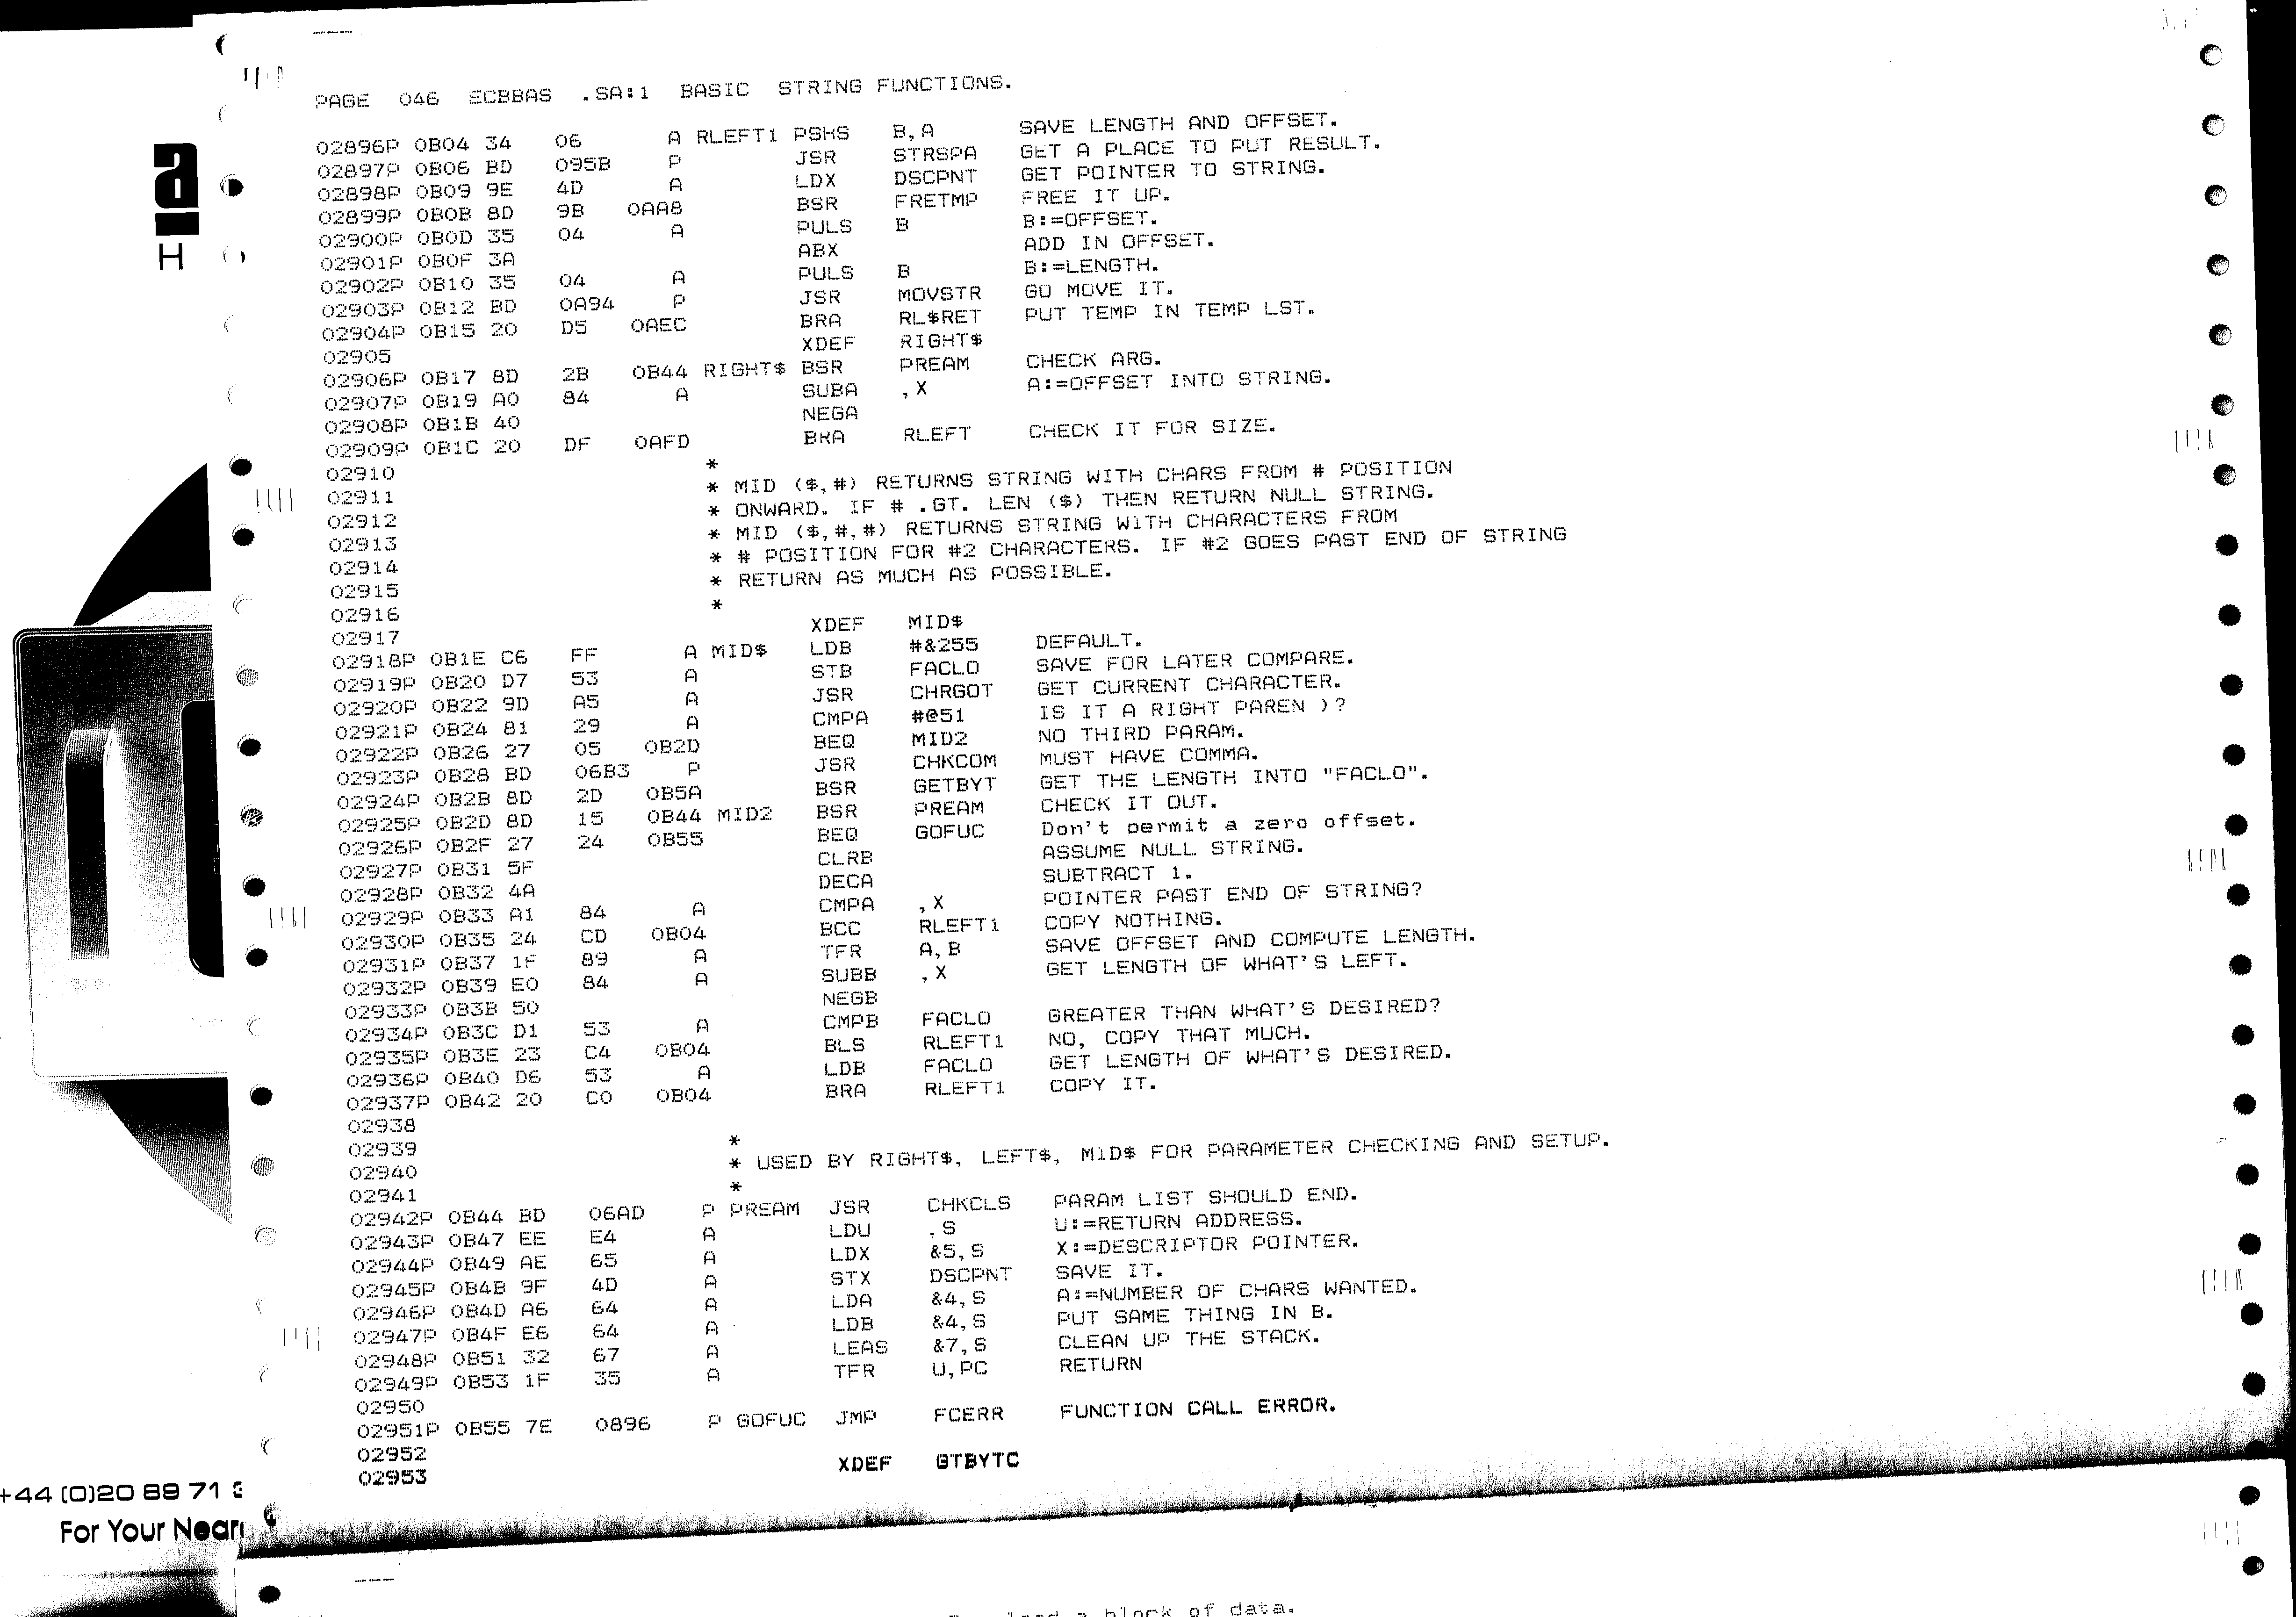 PAGE 046 ECBBAS .SA:1 BASIC STRING FUNCTIONS.
02896P 0B04 34 06 A RLEFT1 PSHS B,A SAVE LENGTH AND OFFSET.
02897P 0B06 BD 095B P JSR STRSPA GET A PLACE TO PUT RESULT.
02898P 0B09 9E 4D A LDX DSCPNT GET POINTER TO STRING.
02899P 0B0B 8D 9B 0AA8 BSR FRETMP FREE IT UP.
02900P 0B0D 35 04 A PULS B B:=OFFSET.
02901P 0B0F 3A ABX ADD IN OFFSET.
02902P 0B10 35 04 A PULS B B:=LENGTH.
02903P 0B12 BD 0A94 P JSR MOVSTR GO MOVE IT.
02904P 0B15 20 D5 0AEC BRA RL$RET PUT TEMP IN TEMP LST.
02905 XDEF RIGHT$
02906P 0B17 8D 2B 0B44 RIGHT$ BSR PREAM CHECK ARG.
02907P 0B19 A0 84 A SUBA ,X A:=OFFSET INTO STRING.
02908P 0B1B 40 NEGA
02909P 0B1C 20 DF 0AFD BRA RLEFT CHECK IT FOR SIZE.
02910 *
02911 * MID ($,#) RETURNS STRING WITH CHARS FROM # POSITION
02912 * ONWARD. IF # .GT. LEN ($) THEN RETURN NULL STRING.
02913 * MID ($,#,#) RETURNS STRING WITH CHARACTERS FROM
02914 * # POSITION FOR #2 CHARACTERS. IF #2 GOES PAST END OF STRING
02915 * RETURN AS MUCH AS POSSIBLE.
02916 *
02917 XDEF MID$
02918P 0B1E C6 FF A MID$ LDB #&255 DEFAULT.
02919P 0B20 D7 53 A STB FACLO SAVE FOR LATER COMPARE.
02920P 0B22 9D A5 A JSR CHRGOT GET CURRENT CHARACTER.
02921P 0B24 81 29 A CMPA #@51 IS IT A RIGHT PAREN )?
02922P 0B26 27 05 0B2D BEQ MID2 NO THIRD PARAM.
02923P 0B28 BD 06B3 P JSR CHKCOM MUST HAVE COMMA.
02924P 0B2B 8D 2D 0B5A BSR GETBYT GET THE LENGTH INTO "FACLO".
02925P 0B2D 8D 15 0B44 MID2 BSR PREAM CHECK IT OUT.
02926P 0B2F 27 24 0B55 BEQ GOFUC Don't permit a zero offset.
02927P 0B31 5F CLRB ASSUME NULL STRING.
02928P 0B32 4A DECA SUBTRACT 1.
02929P 0B33 A1 84 A CMPA ,X POINTER PAST END OF STRING?
02930P 0B35 24 CD 0B04 BCC RLEFT1 COPY NOTHING.
02931P 0B37 1F 89 A TFR A,B SAVE OFFSET AND COMPUTE LENGTH.
02932P 0B39 E0 84 A SUBB ,X GET LENGTH OF WHAT'S LEFT.
02933P 0B3B 50 NEGB
02934P 0B3C D1 53 A CMPB FACLO GREATER THAN WHAT'S DESIRED?
02935P 0B3E 23 C4 0B04 BLS RLEFT1 NO, COPY THAT MUCH.
02936P 0B40 D6 53 A LDB FACLO GET LENGTH OF WHAT'S DESIRED.
02937P 0B42 20 C0 0B04 BRA RLEFT1 COPY IT.
02938
02939 *
02940 * USED BY RIGHT$, LEFT$, MID$ FOR PARAMETER CHECKING AND SETUP.
02941 *
02942P 0B44 BD 06AD P PREAM JSR CHKCLS PARAM LIST SHOULD END.
02943P 0B47 EE E4 A LDU ,S U:=RETURN ADDRESS.
02944P 0B49 AE 65 A LDX &5,S X:=DESCRIPTOR POINTER.
02945P 0B4B 9F 4D A STX DSCPNT SAVE IT.
02946P 0B4D A6 64 A LDA &4,S A:=NUMBER OF CHARS WANTED.
02947P 0B4F E6 64 A LDB &4,S PUT SAME THING IN B.
02948P 0B51 32 67 A LEAS &7,S CLEAN UP THE STACK.
02949P 0B53 1F 35 A TFR U,PC RETURN
02950
02951P 0B55 7E 0896 P GOFUC JMP FCERR FUNCTION CALL ERROR.
02952
02953 XDEF GTBYTC
H
+44 (0)20 89 71
For Your
a block of data.